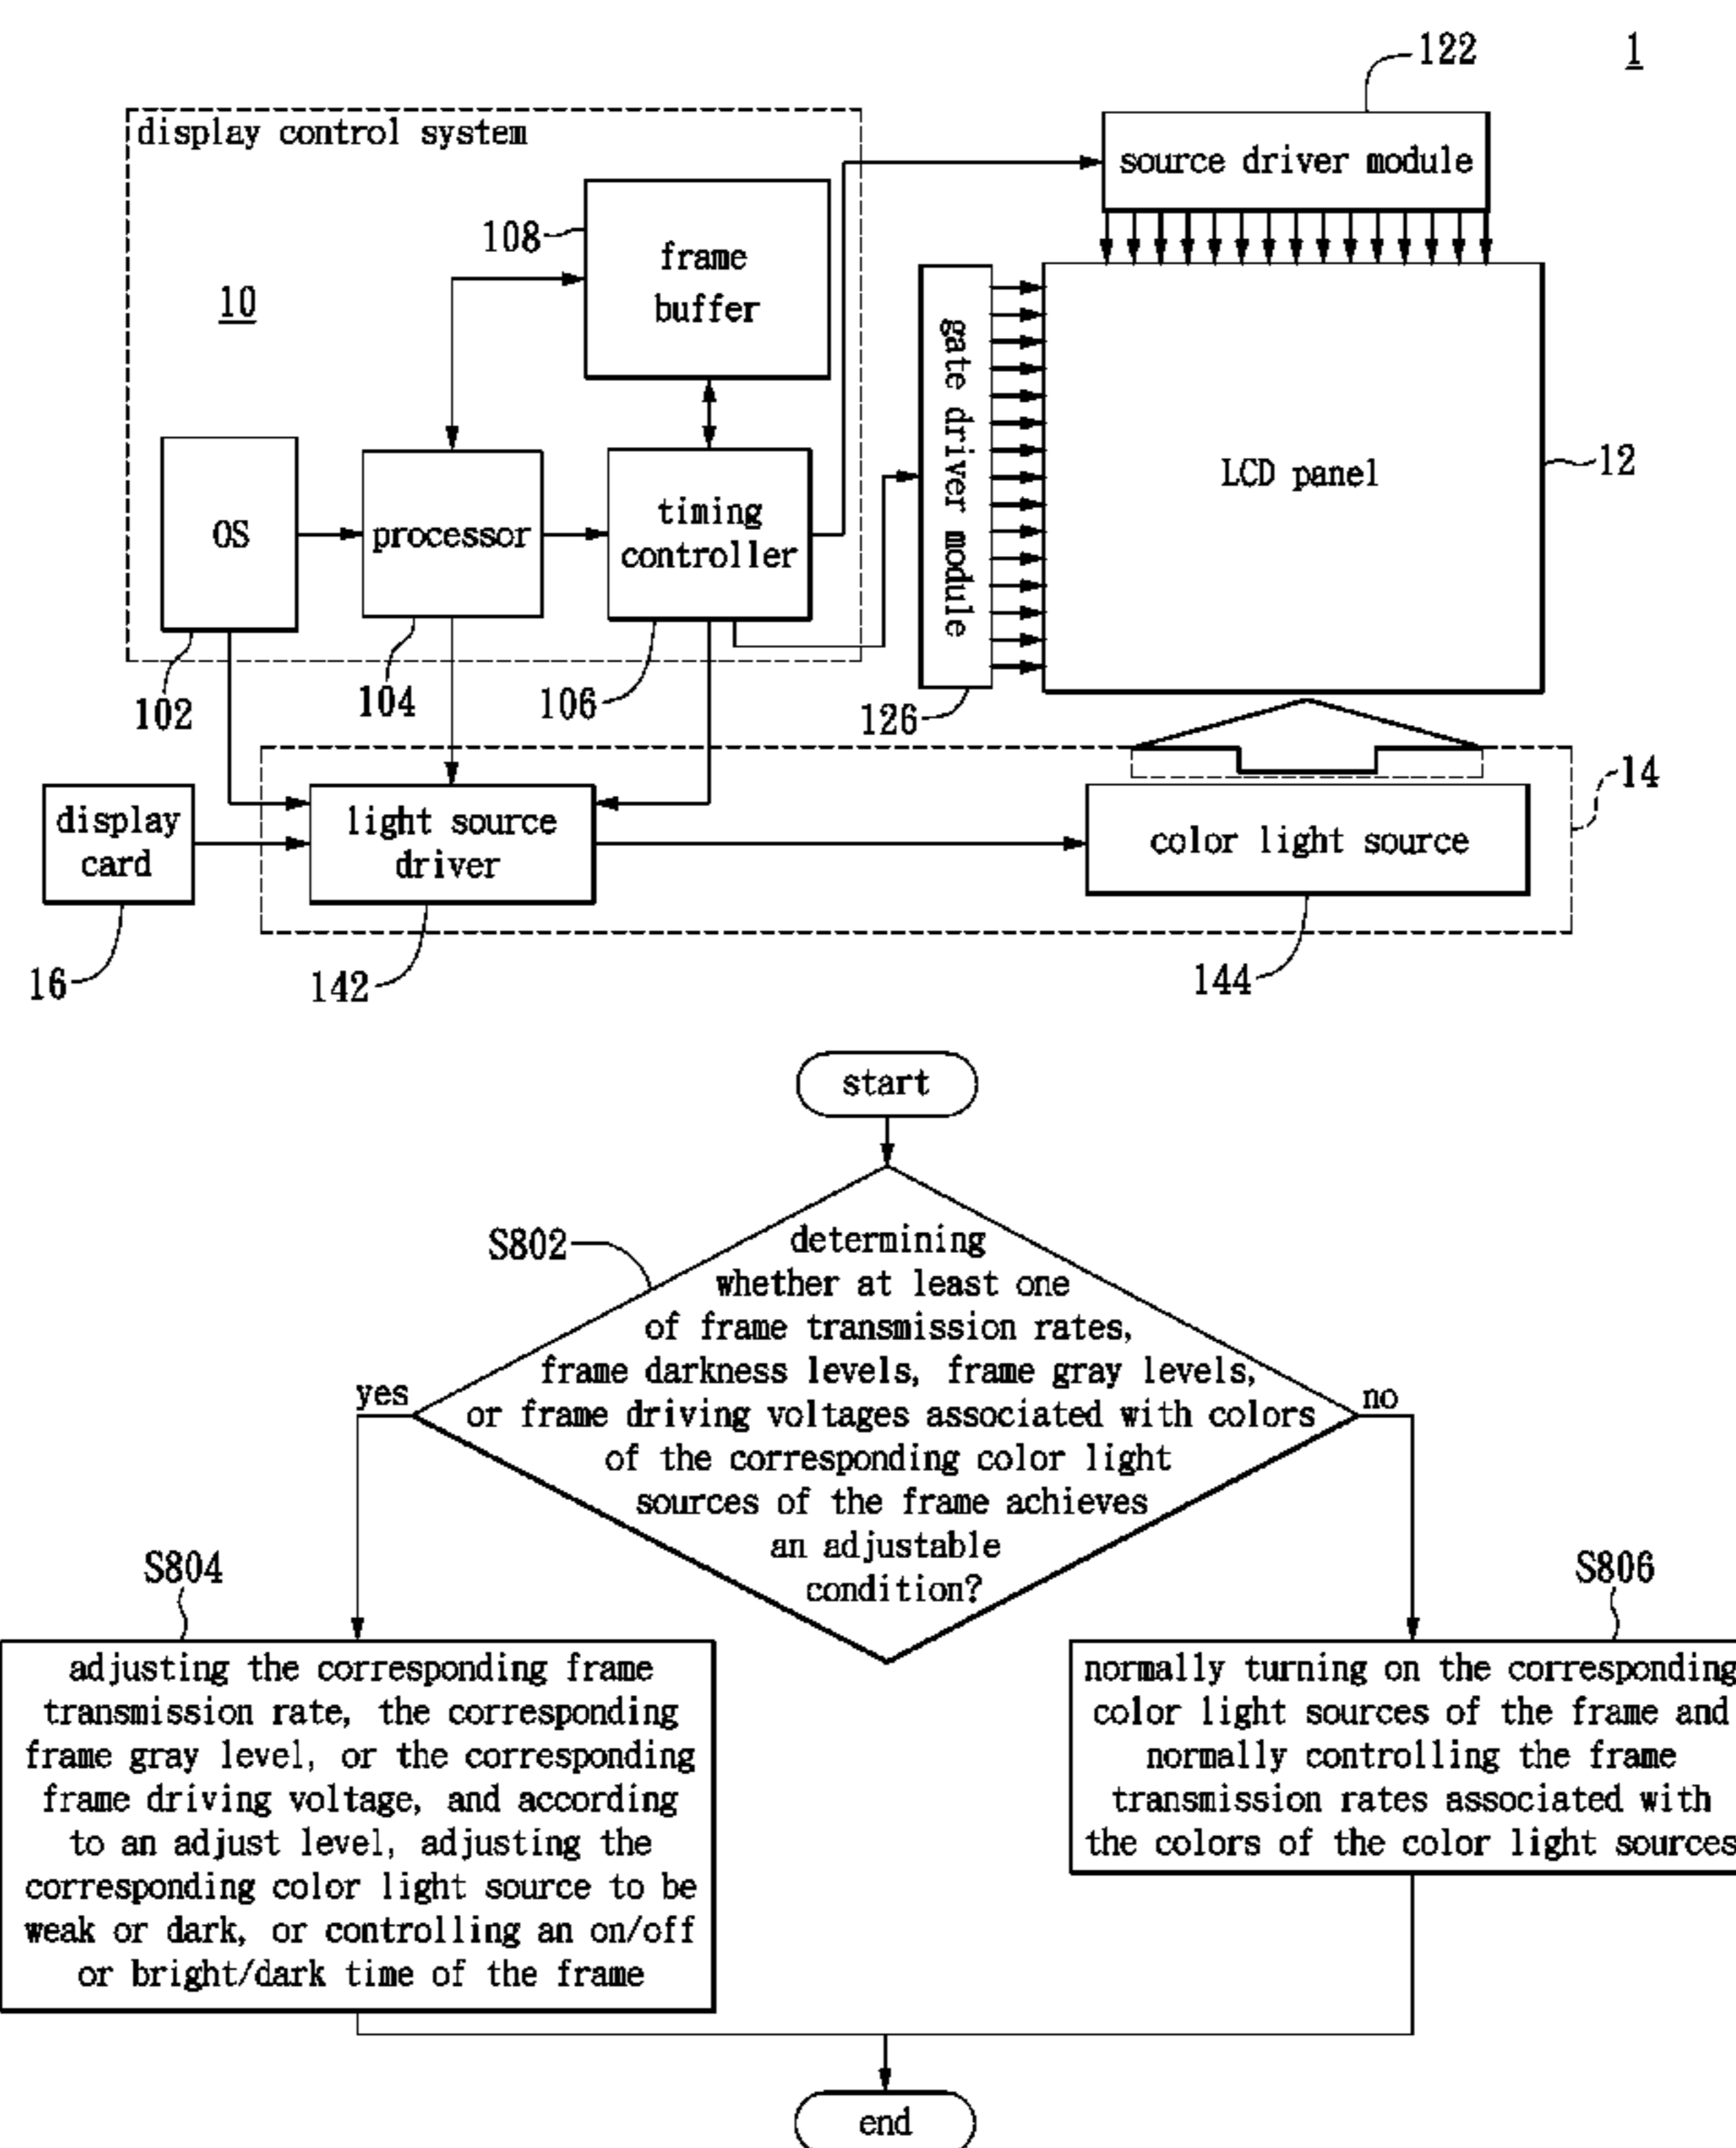 122
1
display control system
source driver module
108
frame
buffer
10
gate driver module
LCD panel
12
OS
processor
timing
controller
102
104
106
126
14
display
card
light source
driver
color light source
16
142
144
start
S802
determining
whether at least one
of frame transmission rates,
frame darkness levels, frame gray levels,
or frame driving voltages associated with colors
of the corresponding color light
sources of the frame achieves
an adjustable
condition?
yes
no
S804
adjusting the corresponding frame
transmission rate, the corresponding
frame gray level, or the corresponding
frame driving voltage, and according
to an adjust level, adjusting the
corresponding color light source to be
weak or dark, or controlling an on/off
or bright/dark time of the frame
S806
normally turning on the corresponding
color light sources of the frame and
normally controlling the frame
transmission rates associated with
the colors of the color light sources
end